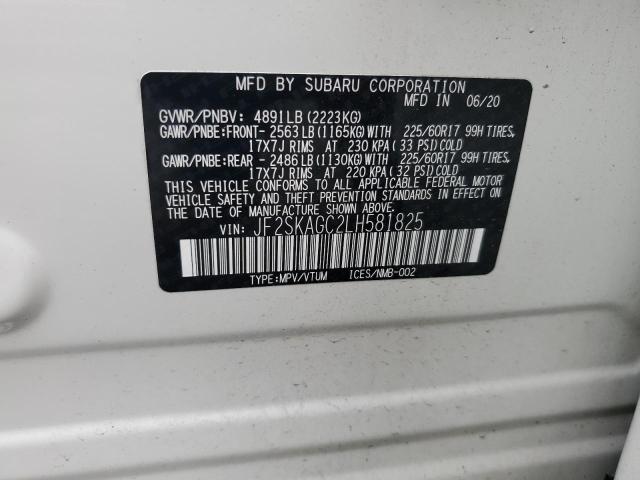 MFD BY SUBARU CORPORATION
MFD IN 06/20
GVWR/PNBV: 4891LB(2223KG)
GAWR/PNBE:FRONT- 2563LB(1165KG)WITH 225/60R17 99H TIRES,
17X7J RIMS AT 230 KPA(33 PSI)COLD
GAWR/PNBE:REAR - 2486LB(1130KG)WITH 225/60R17 99H TIRES,
17X7J RIMS AT 220 KPA(32 PSI)COLD
THIS VEHICLE CONFORMS TO ALL APPLICABLE FEDERAL MOTOR
VEHICLE SAFETY AND THEFT PREVENTION STANDARDS IN EFFECT ON
THE DATE OF MANUFACTURE SHOWN ABOVE.
VIN: JF2SKAGC2LH581825
TYPE:MPV/VTUM ICES/NMB-002